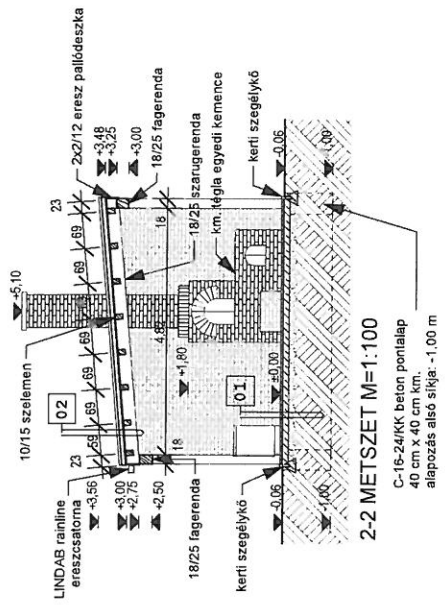 LINDAB rainline
ereszcsatorna
10/15 szelemen
2x2/12 eresz pallódeszka
18/25 fagerenda
18/25 szarugerenda
km. tégla egyedi kemence
kerti szegélykő
18/25 fagerenda
kerti szegélykő
02
01
23
69
69
69
69
69
69
23
+5,10
+3,56
+3,00
+2,75
+2,50
-0,06
-1,00
+3,48
+3,25
+3,00
-0,06
-1,00
+1,80
±0,00
18
18
2-2 METSZET M=1:100
C-16-24/KK beton pontalap
40 cm x 40 cm km.
alapozás alsó síkja: -1,00 m